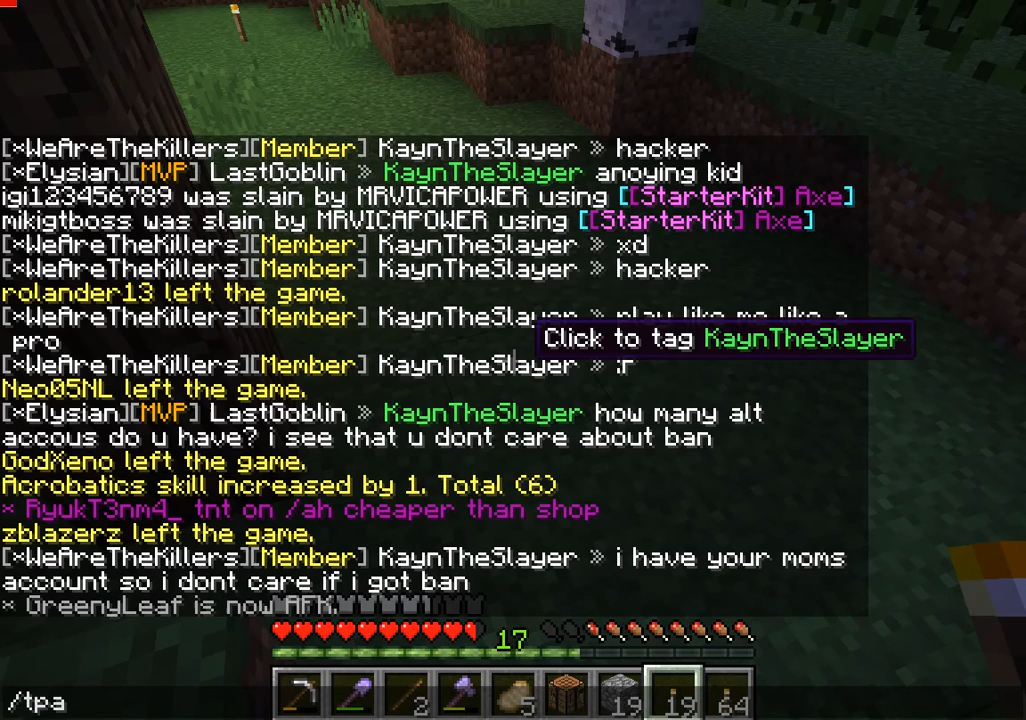 [×WeAreTheKillers][Member] KaynTheSlayer » hacker
[×Elysian][MVP] LastGoblin » KaynTheSlayer anoying kid
igi123456789 was slain by MRVICAPOWER using [[StarterKit] Axe]
mikigtboss was slain by MRVICAPOWER using [[StarterKit] Axe]
[×WeAreTheKillers][Member] KaynTheSlayer » xd
[×WeAreTheKillers][Member] KaynTheSlayer » hacker
rolander13 left the game.
[×WeAreTheKillers][Member] KaynTheSlayer » play like me like a
pro
Click to tag KaynTheSlayer
[×WeAreTheKillers][Member] KaynTheSlayer »
Neo05NL left the game.
[×Elysian][MVP] LastGoblin » KaynTheSlayer how many alt
accous do u have? i see that u dont care about ban
GodXeno left the game.
Acrobatics skill increased by 1. Total (6)
× RyukT3nm4_ tnt on /ah cheaper than shop
zblazerz left the game.
[×WeAreTheKillers][Member] KaynTheSlayer » i have your moms
account so i dont care if i got ban
× GreenyLeaf is now AFK.
17
2 5 19 19 64
/tpa